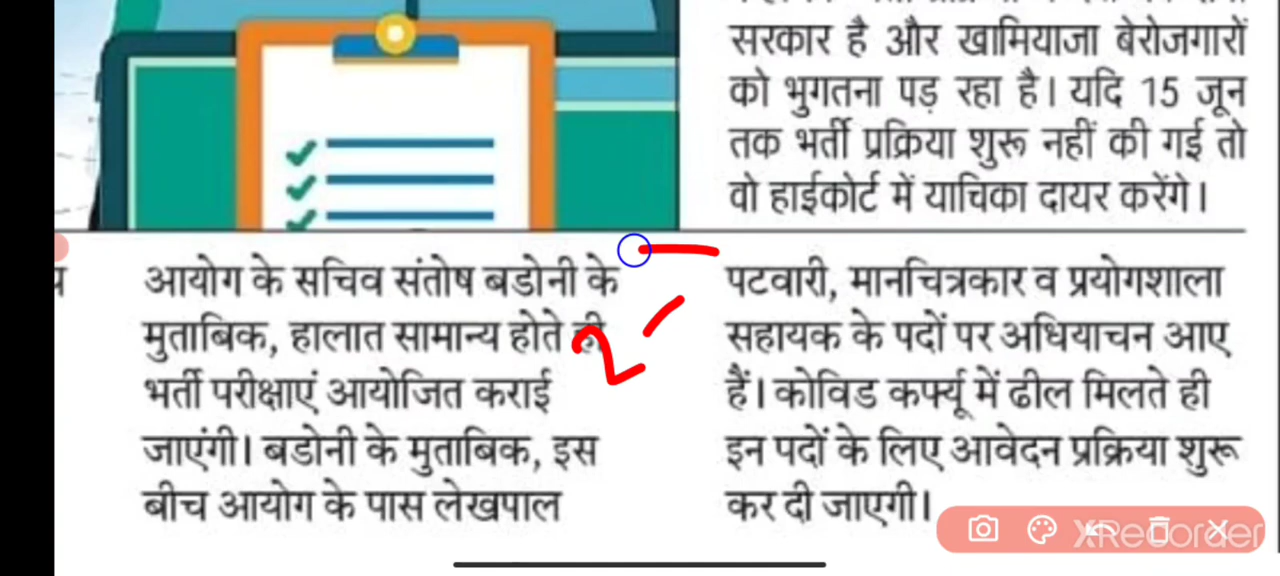 सरकार है और खामियाजा बेरोजगारों
को भुगतना पड़ रहा है। यदि 15 जून
तक भर्ती प्रक्रिया शुरू नहीं की गई तो
वो हाईकोर्ट में याचिका दायर करेंगे।
आयोग के सचिव संतोष बडोनी के
मुताबिक, हालात सामान्य होते ही
भर्ती परीक्षाएं आयोजित कराई
जाएंगी। बडोनी के मुताबिक, इस
बीच आयोग के पास लेखपाल
पटवारी, मानचित्रकार व प्रयोगशाला
सहायक के पदों पर अधियाचन आए
हैं। कोविड कर्फ्यू में ढील मिलते ही
इन पदों के लिए आवेदन प्रक्रिया शुरू
कर दी जाएगी।
2
XRecorder